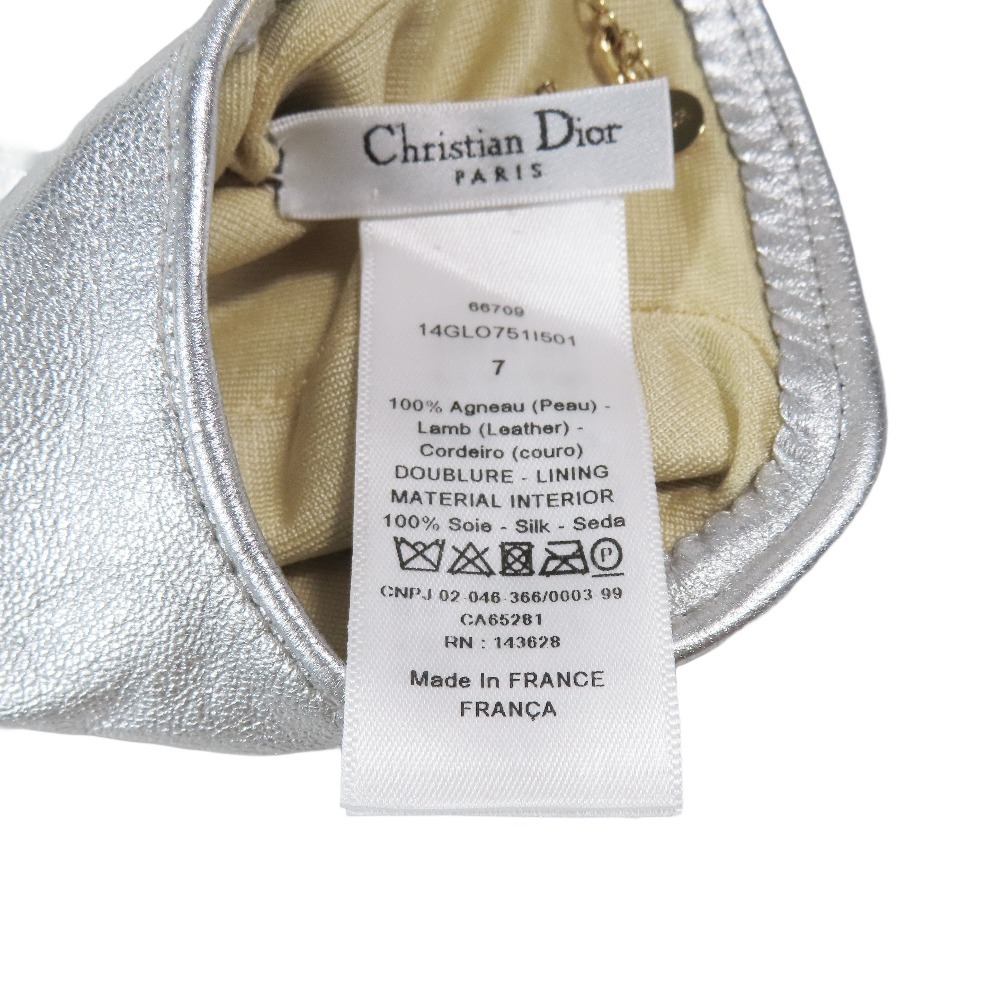 Christian Dior
PARIS
66709
14GLO751I501
7
100% Agneau (Peau) -
Lamb (Leather) -
Cordeiro (couro)
DOUBLURE - LINING
MATERIAL INTERIOR
100% Soie - Silk - Seda
P
CNPJ 02-046-366/0003-99
CA65281
RN : 143628
Made In FRANCE
FRANÇA